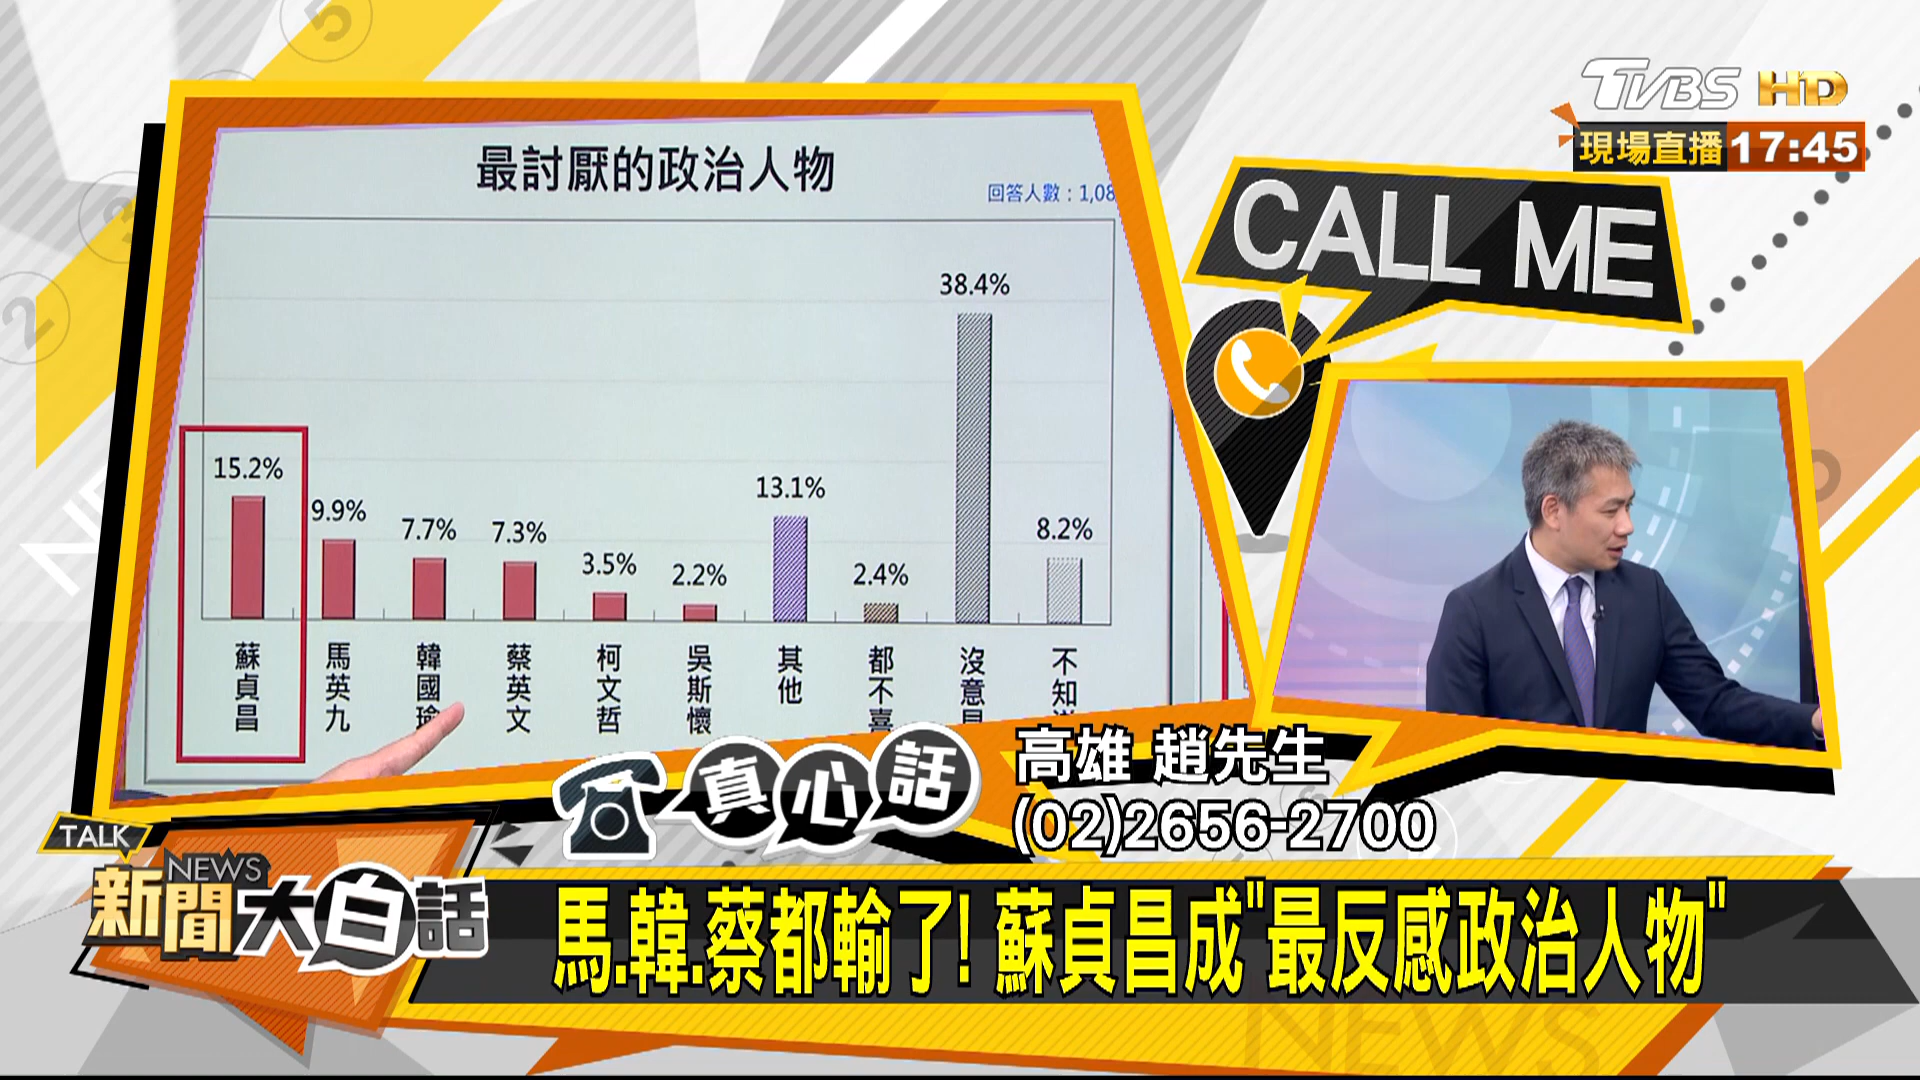 TVBS HD
現場直播 17:45
CALL ME
最討厭的政治人物
回答人數：1,08
38.4%
15.2%
9.9%
7.7%
7.3%
3.5%
2.2%
13.1%
2.4%
8.2%
蘇貞昌
馬英九
韓國瑜
蔡英文
柯文哲
吳斯懷
其他
都不喜
沒意見
不知
真心話
高雄 趙先生
(02)2656-2700
TALK
NEWS
新聞大白話
馬.韓.蔡都輸了! 蘇貞昌成"最反感政治人物"
NEWS